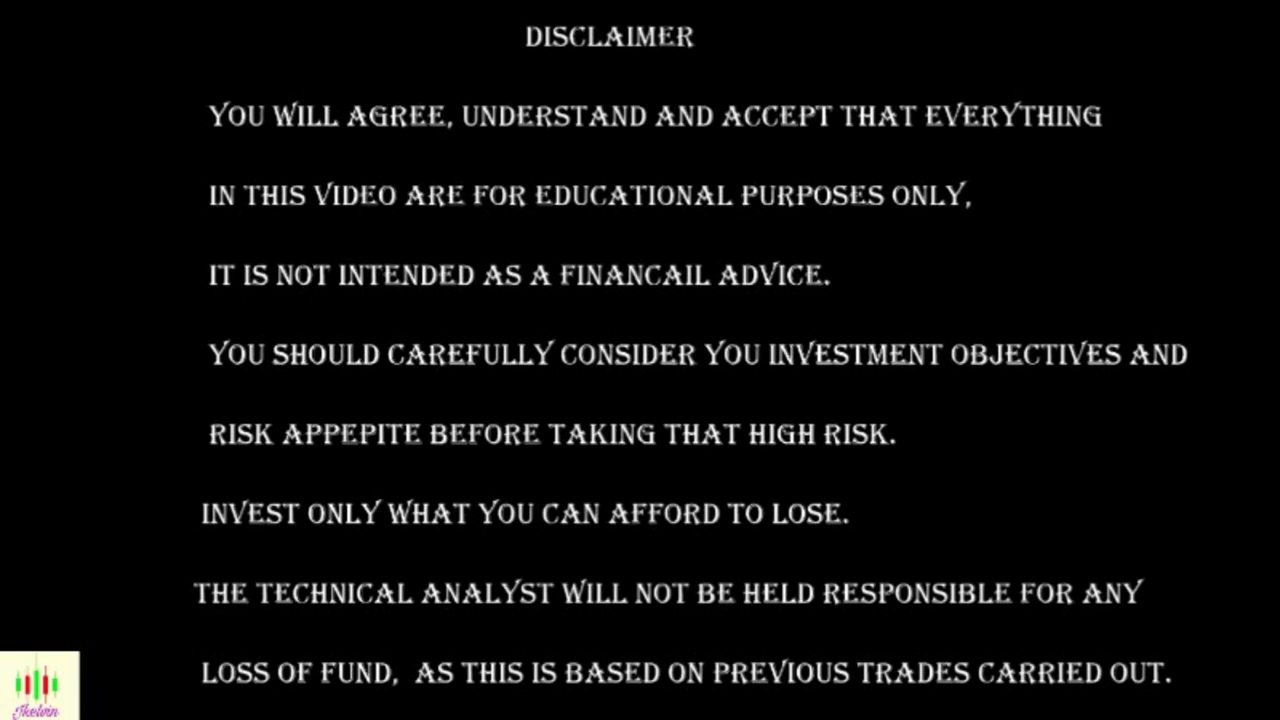 DISCLAIMER
YOU WILL AGREE, UNDERSTAND AND ACCEPT THAT EVERYTHING
IN THIS VIDEO ARE FOR EDUCATIONAL PURPOSES ONLY,
IT IS NOT INTENDED AS A FINANCAIL ADVICE.
YOU SHOULD CAREFULLY CONSIDER YOU INVESTMENT OBJECTIVES AND
RISK APPEPITE BEFORE TAKING THAT HIGH RISK.
INVEST ONLY WHAT YOU CAN AFFORD TO LOSE.
THE TECHNICAL ANALYST WILL NOT BE HELD RESPONSIBLE FOR ANY
LOSS OF FUND, AS THIS IS BASED ON PREVIOUS TRADES CARRIED OUT.
Jkelvin